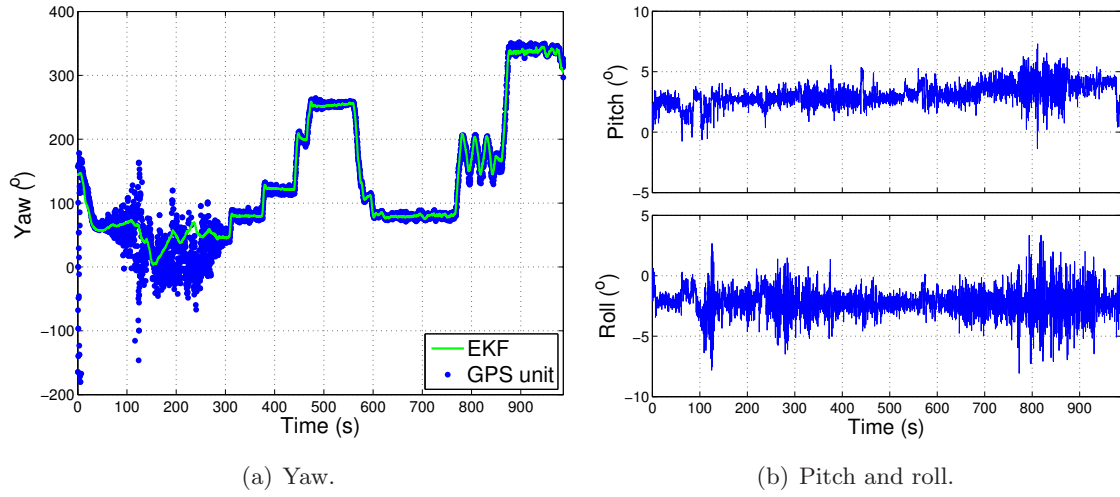 400
300
200
100
0
−100
−200
Yaw (°)
0 100 200 300 400 500 600 700 800 900
Time (s)
EKF
GPS unit
(a) Yaw.
10
5
0
−5
Pitch (°)
5
0
−5
−10
Roll (°)
0 100 200 300 400 500 600 700 800 900
Time (s)
(b) Pitch and roll.